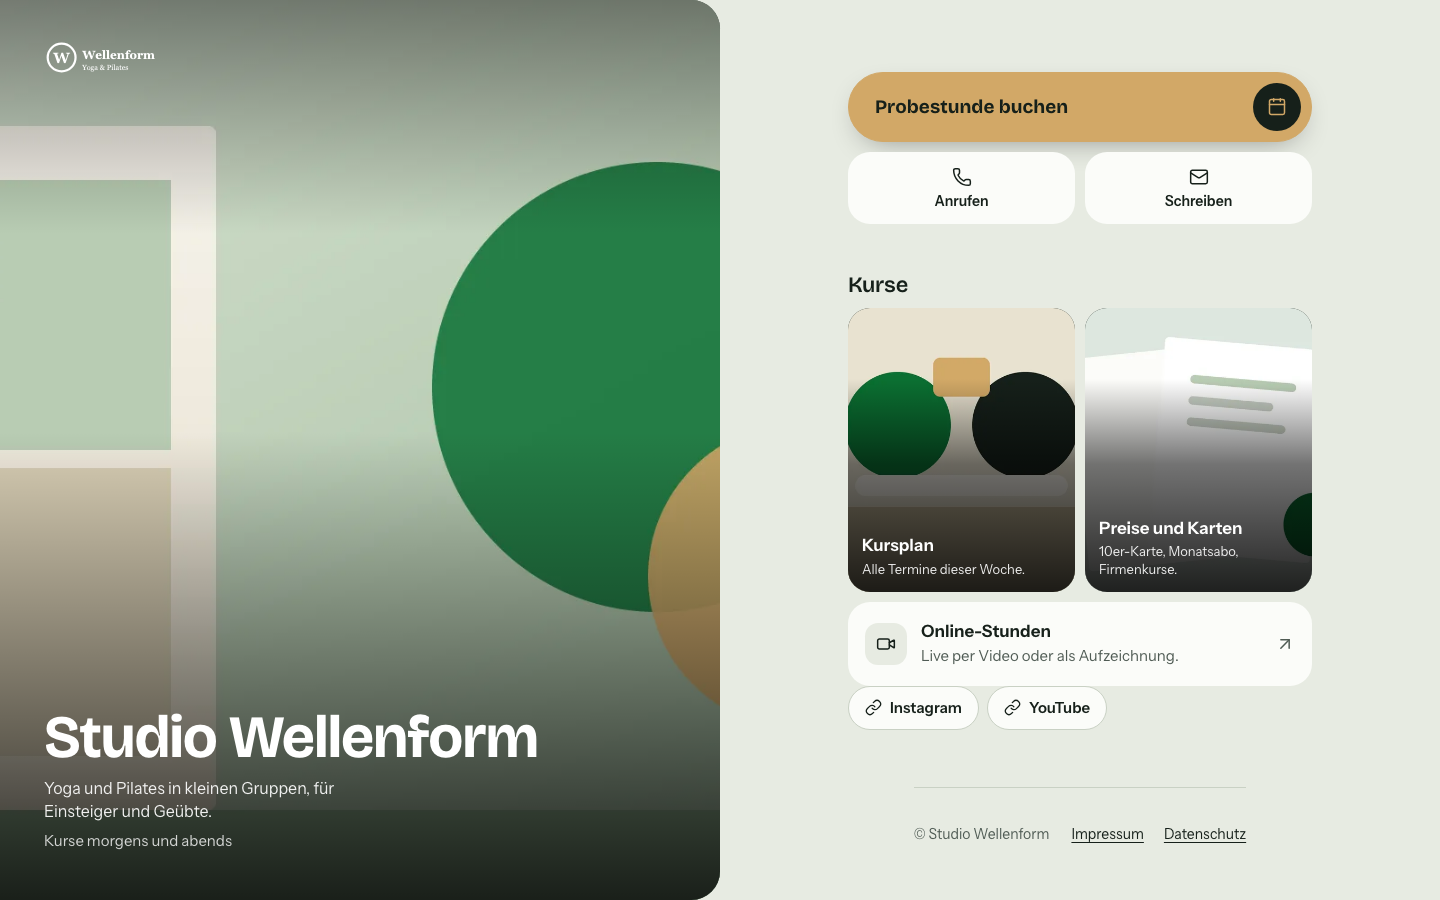 W
Wellenform
Yoga & Pilates
Studio Wellenform
Yoga und Pilates in kleinen Gruppen, für
Einsteiger und Geübte.
Kurse morgens und abends
Probestunde buchen
Anrufen
Schreiben
Kurse
Kursplan
Alle Termine dieser Woche.
Preise und Karten
10er-Karte, Monatsabo,
Firmenkurse.
Online-Stunden
Live per Video oder als Aufzeichnung.
Instagram
YouTube
© Studio Wellenform
Impressum
Datenschutz